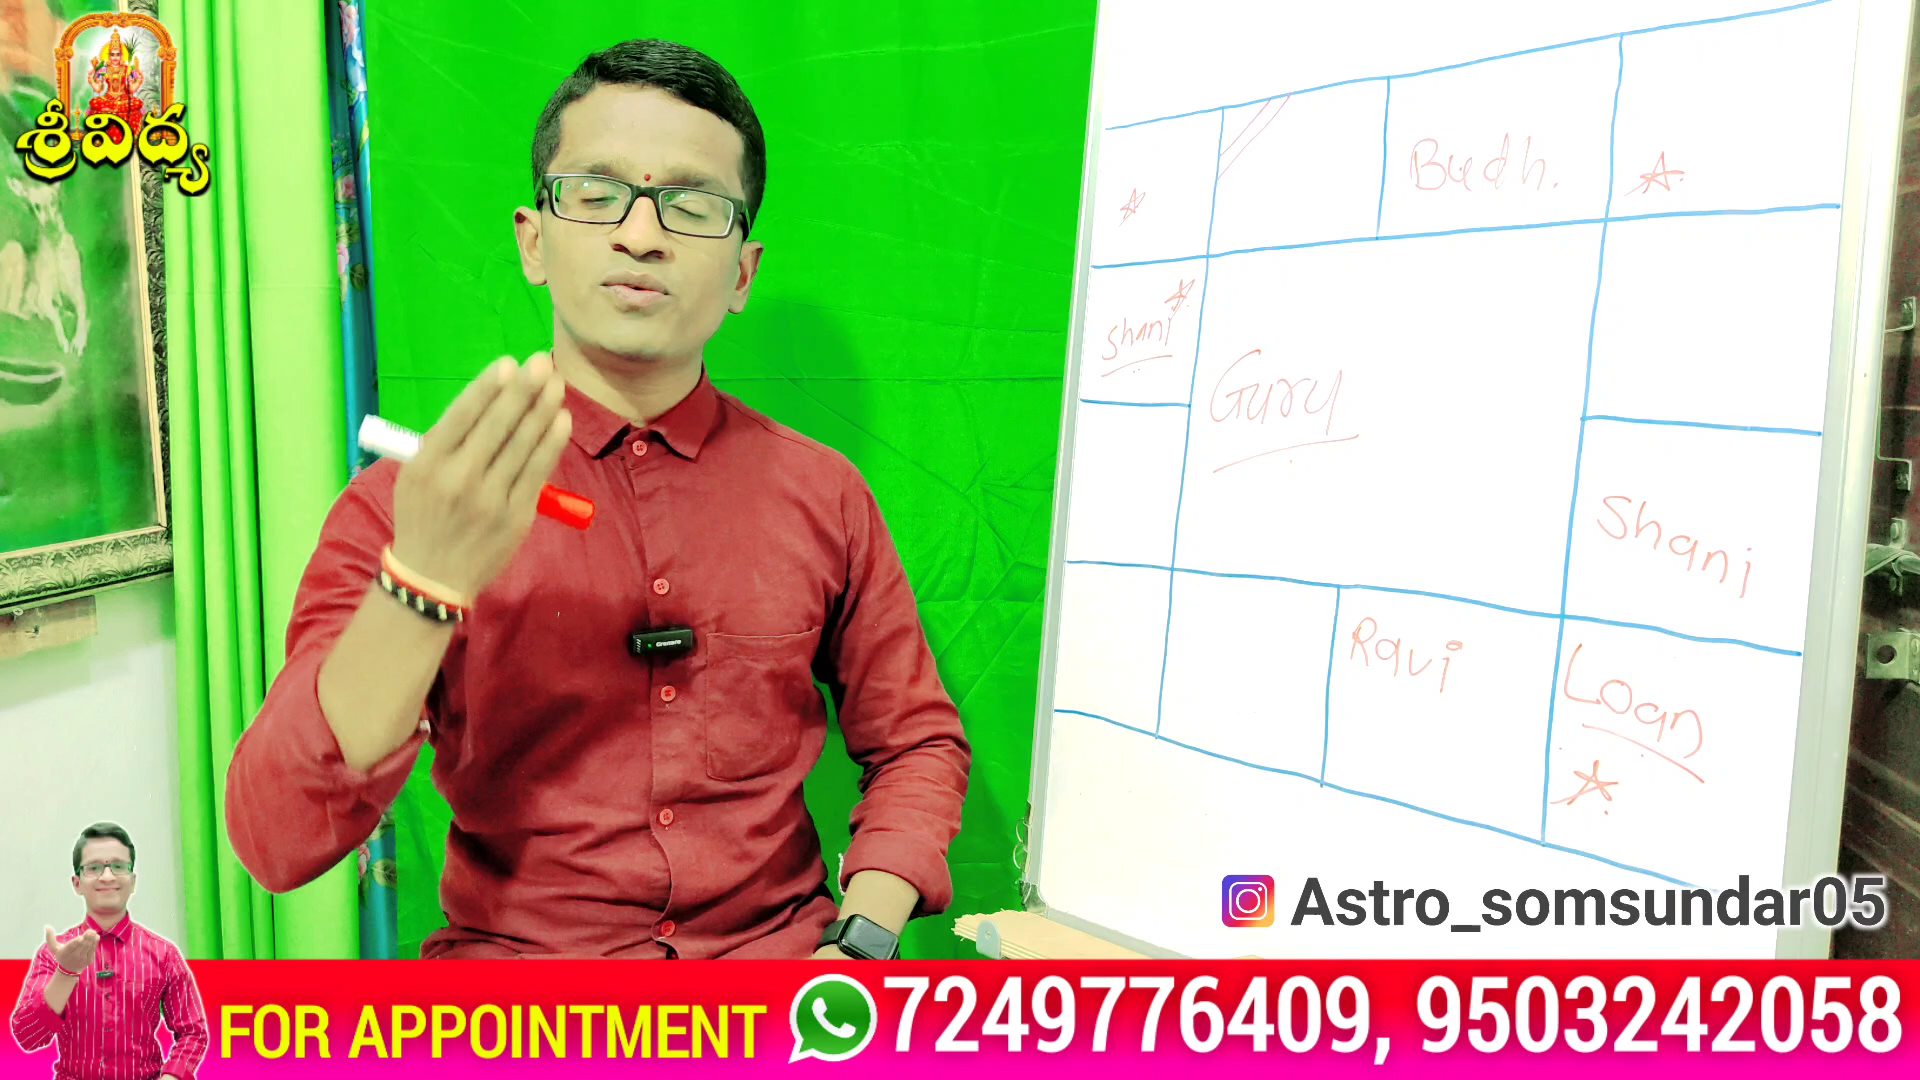 శ్రీవిద్య
Budh.
Shani
Guru
Shani
Ravi
Loan
Astro_somsundar05
FOR APPOINTMENT 7249776409, 9503242058